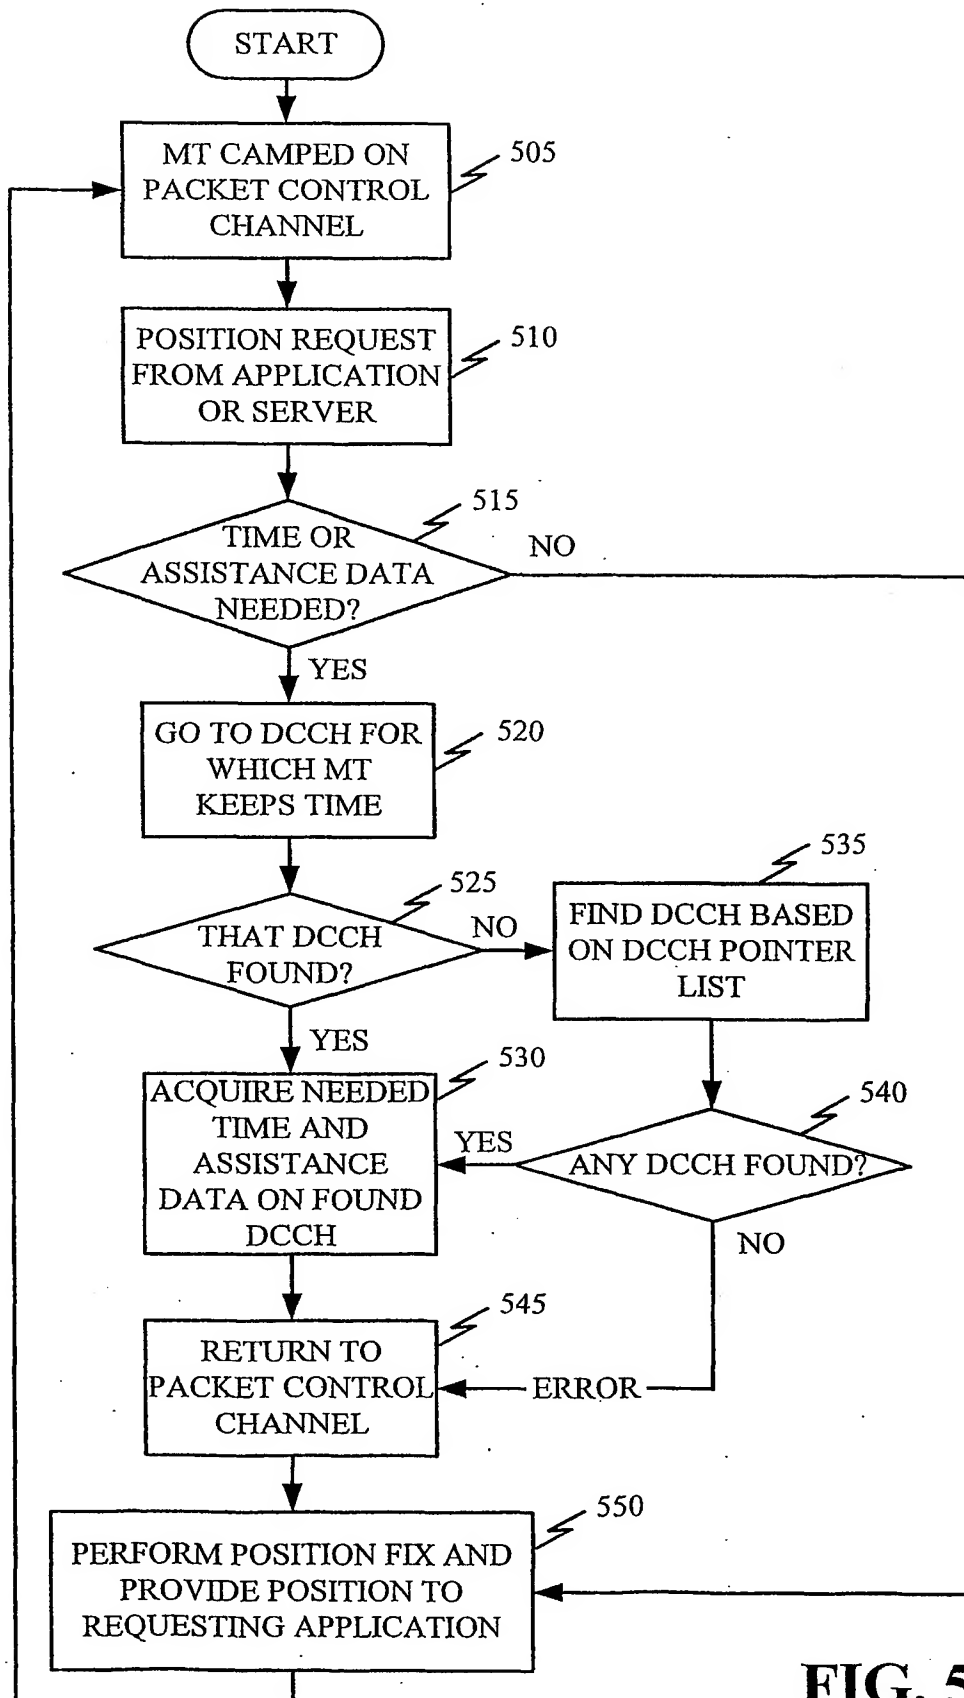 START
MT CAMPED ON
PACKET CONTROL
CHANNEL
505
POSITION REQUEST
FROM APPLICATION
OR SERVER
510
TIME OR
ASSISTANCE DATA
NEEDED?
515
NO
YES
GO TO DCCH FOR
WHICH MT
KEEPS TIME
520
THAT DCCH
FOUND?
525
NO
FIND DCCH BASED
ON DCCH POINTER
LIST
535
YES
ACQUIRE NEEDED
TIME AND
ASSISTANCE
DATA ON FOUND
DCCH
530
YES
ANY DCCH FOUND?
540
NO
RETURN TO
PACKET CONTROL
CHANNEL
545
ERROR
PERFORM POSITION FIX AND
PROVIDE POSITION TO
REQUESTING APPLICATION
550
FIG. 5